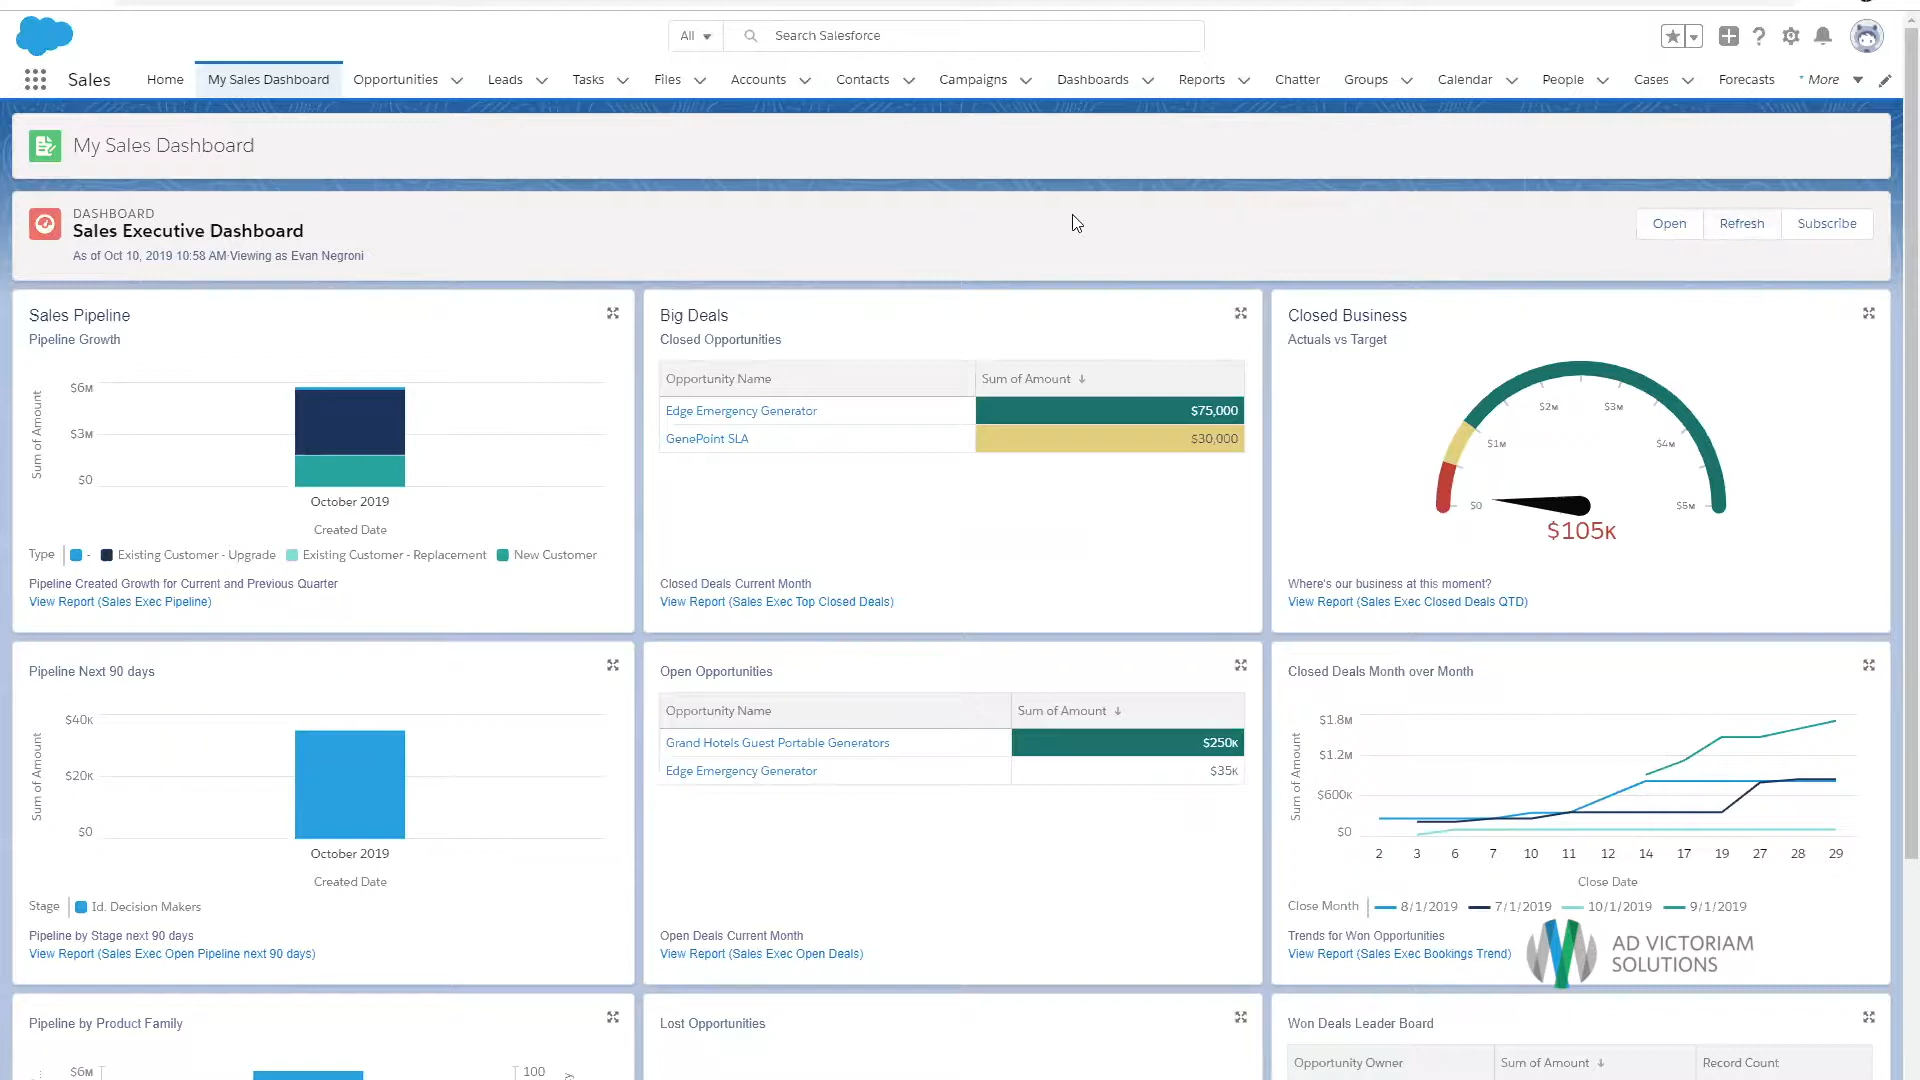 All
Search Salesforce
Sales
Home
My Sales Dashboard
Opportunities
Leads
Tasks
Files
Accounts
Contacts
Campaigns
Dashboards
Reports
Chatter
Groups
Calendar
People
Cases
Forecasts
* More
My Sales Dashboard
DASHBOARD
Sales Executive Dashboard
As of Oct 10, 2019 10:58 AM·Viewing as Evan Negroni
Open
Refresh
Subscribe
Sales Pipeline
Pipeline Growth
Sum of Amount
$6M
$3M
$0
October 2019
Created Date
Type
-
Existing Customer - Upgrade
Existing Customer - Replacement
New Customer
Pipeline Created Growth for Current and Previous Quarter
View Report (Sales Exec Pipeline)
Big Deals
Closed Opportunities
Opportunity Name
Sum of Amount ↓
Edge Emergency Generator
$75,000
GenePoint SLA
$30,000
Closed Deals Current Month
View Report (Sales Exec Top Closed Deals)
Closed Business
Actuals vs Target
$0
$1M
$2M
$3M
$4M
$5M
$105K
Where's our business at this moment?
View Report (Sales Exec Closed Deals QTD)
Pipeline Next 90 days
Sum of Amount
$40K
$20K
$0
October 2019
Created Date
Stage
Id. Decision Makers
Pipeline by Stage next 90 days
View Report (Sales Exec Open Pipeline next 90 days)
Open Opportunities
Opportunity Name
Sum of Amount ↓
Grand Hotels Guest Portable Generators
$250K
Edge Emergency Generator
$35K
Open Deals Current Month
View Report (Sales Exec Open Deals)
Closed Deals Month over Month
Sum of Amount
$1.8M
$1.2M
$600K
$0
2 3 6 7 10 11 12 14 17 19 27 28 29
Close Date
Close Month
8/1/2019
7/1/2019
10/1/2019
9/1/2019
Trends for Won Opportunities
View Report (Sales Exec Bookings Trend)
AD VICTORIAM
SOLUTIONS
Pipeline by Product Family
$6M
100
Lost Opportunities
Won Deals Leader Board
Opportunity Owner
Sum of Amount ↓
Record Count